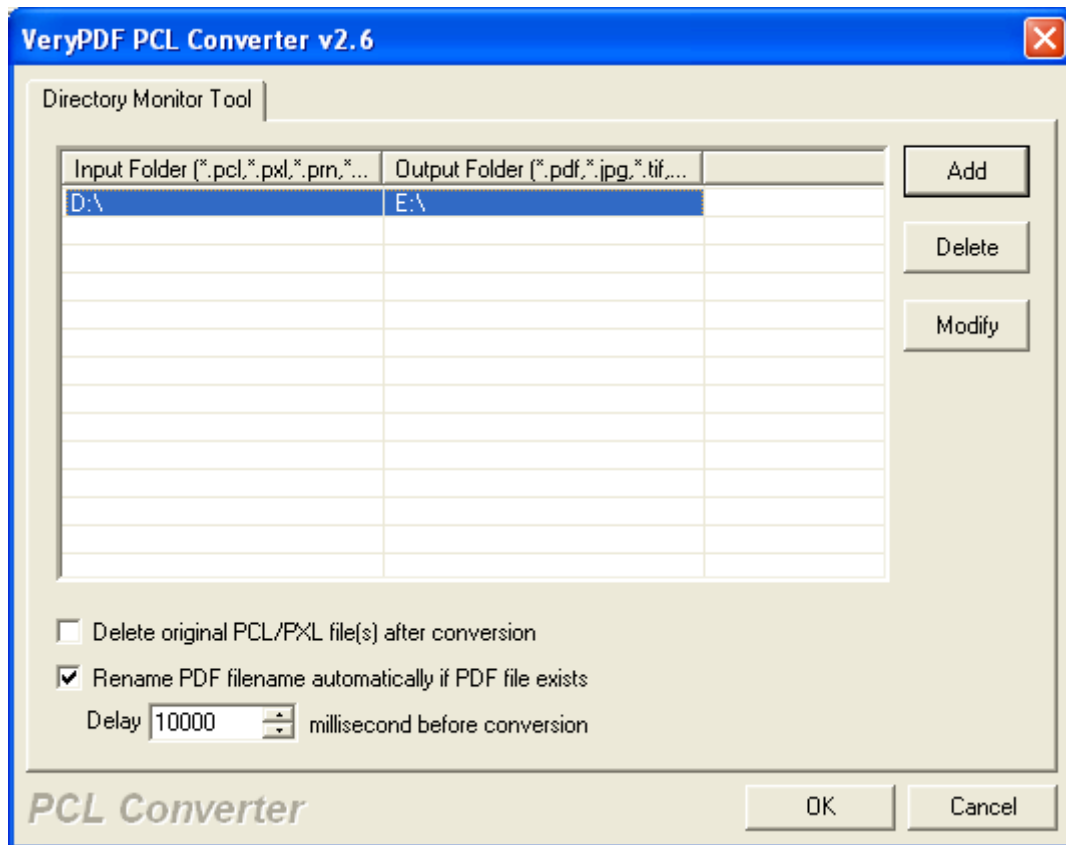 VeryPDF PCL Converter v2.6
Directory Monitor Tool
Input Folder (*.pcl,*.pxl,*.prn,*... Output Folder (*.pdf,*.jpg,*.tif,...
D:\ E:\
Add
Delete
Modify
Delete original PCL/PXL file(s) after conversion
Rename PDF filename automatically if PDF file exists
Delay 10000 millisecond before conversion
PCL Converter
OK Cancel